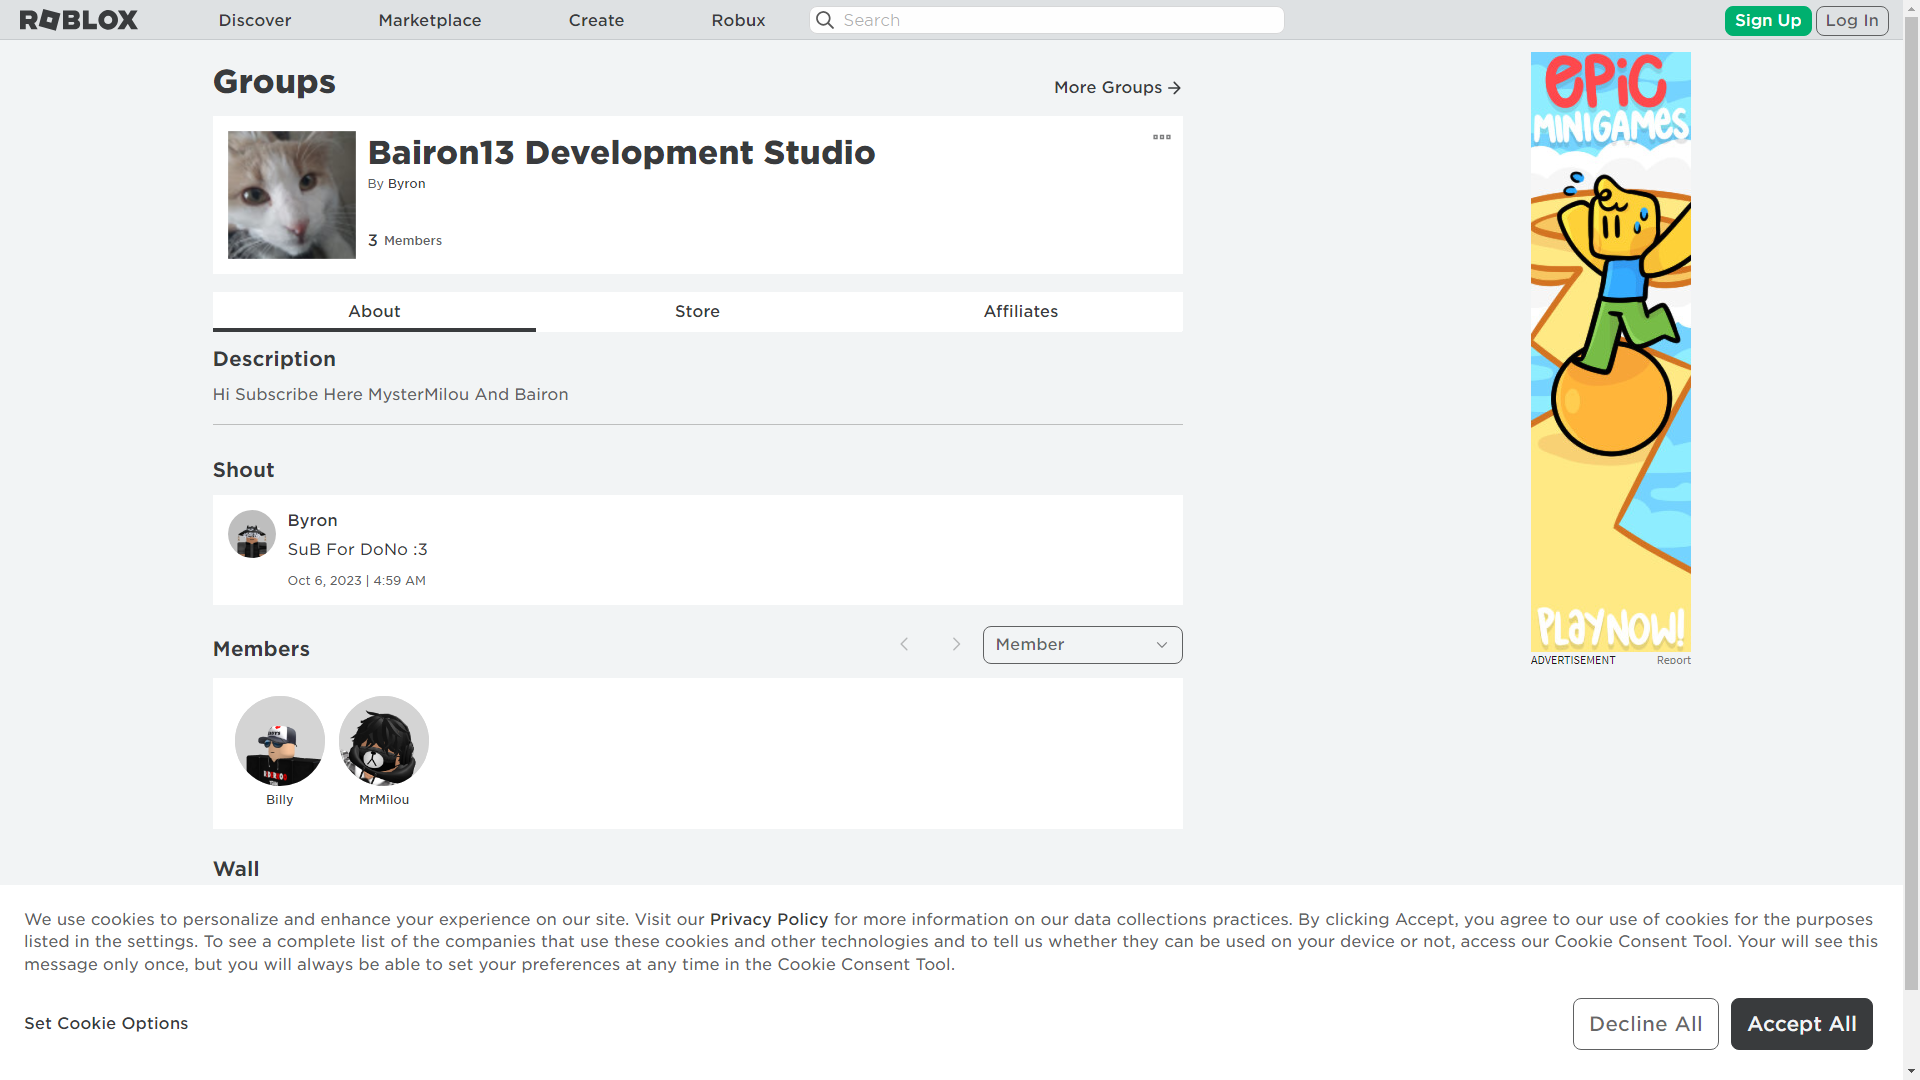 ROBLOX
Discover
Marketplace
Create
Robux
Search
Sign Up
Log In
Groups
More Groups
Bairon13 Development Studio
By Byron
3 Members
About
Store
Affiliates
Description
Hi Subscribe Here MysterMilou And Bairon
Shout
Byron
SuB For DoNo :3
Oct 6, 2023 | 4:59 AM
Members
Member
Billy
MrMilou
Wall
EPiC
MINIGAMES
PLAY NOW!
ADVERTISEMENT
Report
We use cookies to personalize and enhance your experience on our site. Visit our Privacy Policy for more information on our data collections practices. By clicking Accept, you agree to our use of cookies for the purposes
listed in the settings. To see a complete list of the companies that use these cookies and other technologies and to tell us whether they can be used on your device or not, access our Cookie Consent Tool. Your will see this
message only once, but you will always be able to set your preferences at any time in the Cookie Consent Tool.
Set Cookie Options
Decline All
Accept All